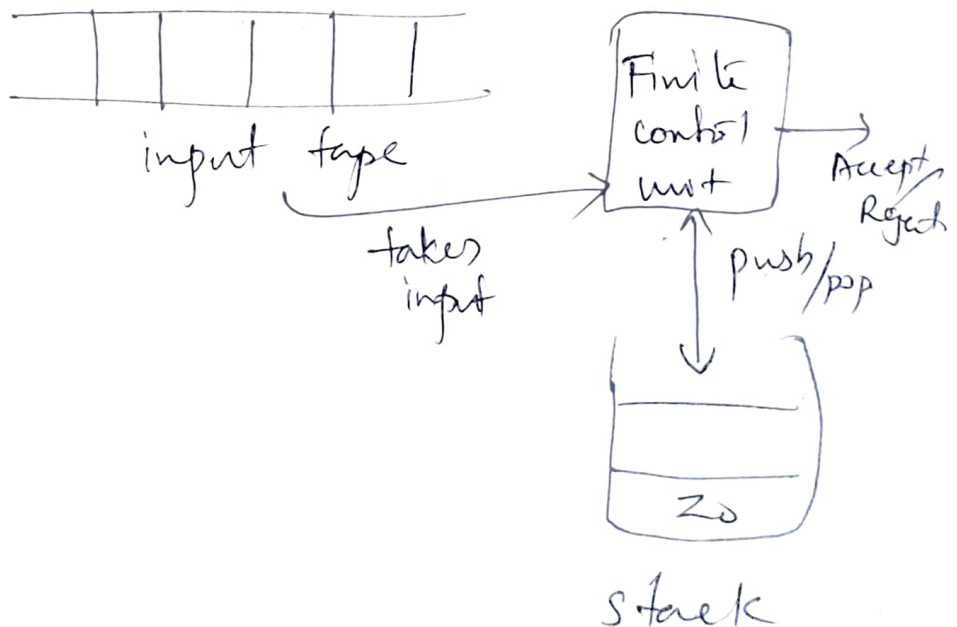 Finite
control
unit
input tape
Accept/
Reject
takes
input
push/pop
Z0
stack